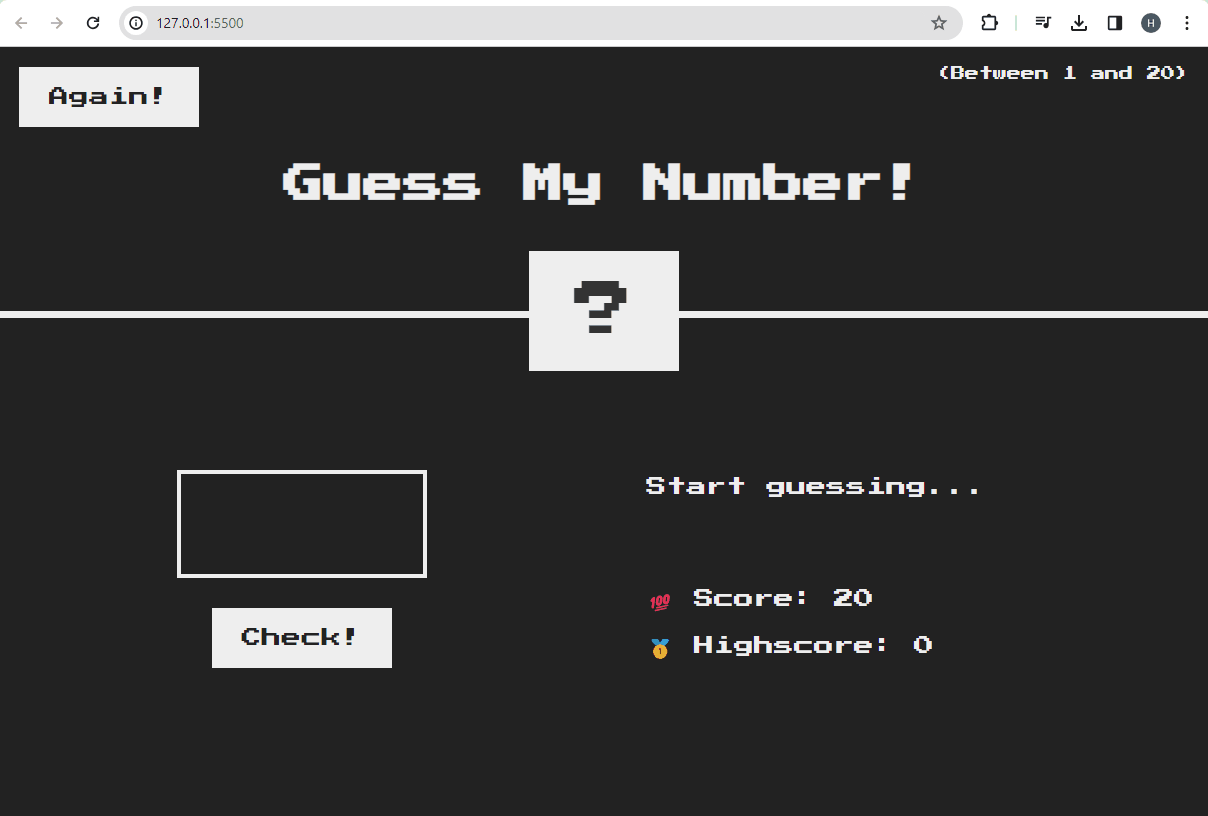 127.0.0.1:5500
H
Again!
(Between 1 and 20)
Guess My Number!
?
Start guessing...
💯 Score: 20
Check!
🥇 Highscore: 0